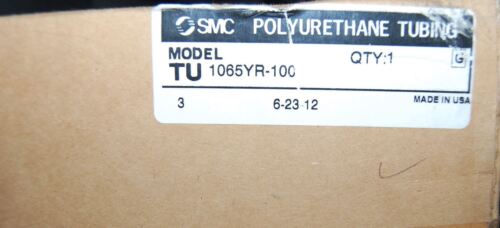 SMC POLYURETHANE TUBING
MODEL QTY:1 G
TU 1065YR-100
3 6-23-12 MADE IN USA